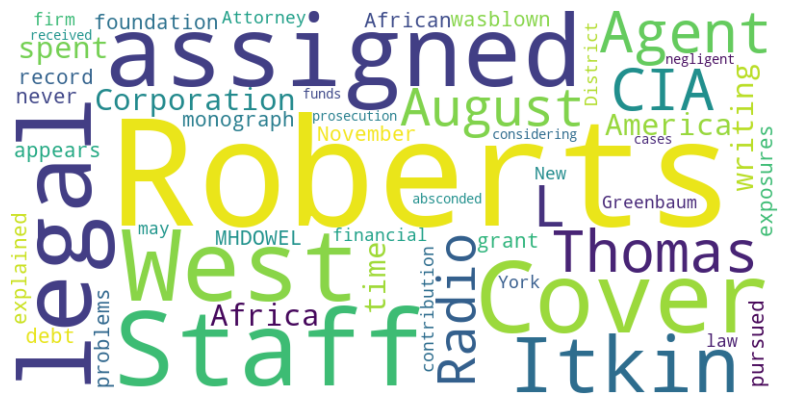 firm
foundation
Attorney
African
wasblown
Agent
received
spent
assigned
negligent
record
Corporation
funds
August
District
CIA
writing
never
monograph
prosecution
America
legal
November
considering
cases
appears
Roberts
exposures
absconded
New
L
Greenbaum
may
MHDOWEL
financial
grant
Thomas
explained
West
time
Radio
contribution
York
Cover
Africa
problems
debt
Staff
Itkin
law
pursued